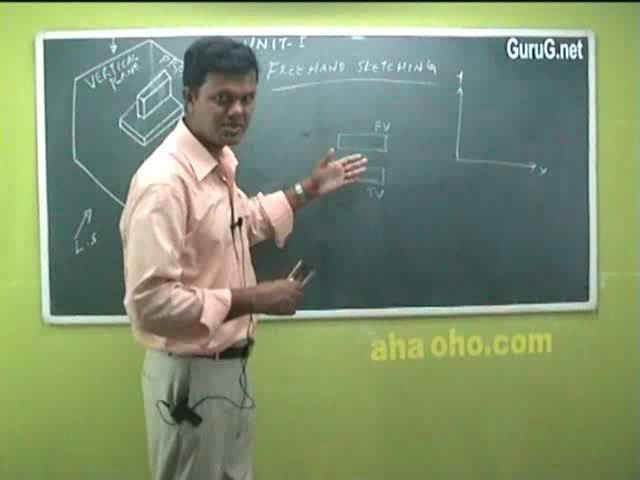 GuruG.net
UNIT-I
FREEHAND SKETCHING
VERTICAL
PLANE
FV
TV
Y
X
L.S
aha oho.com